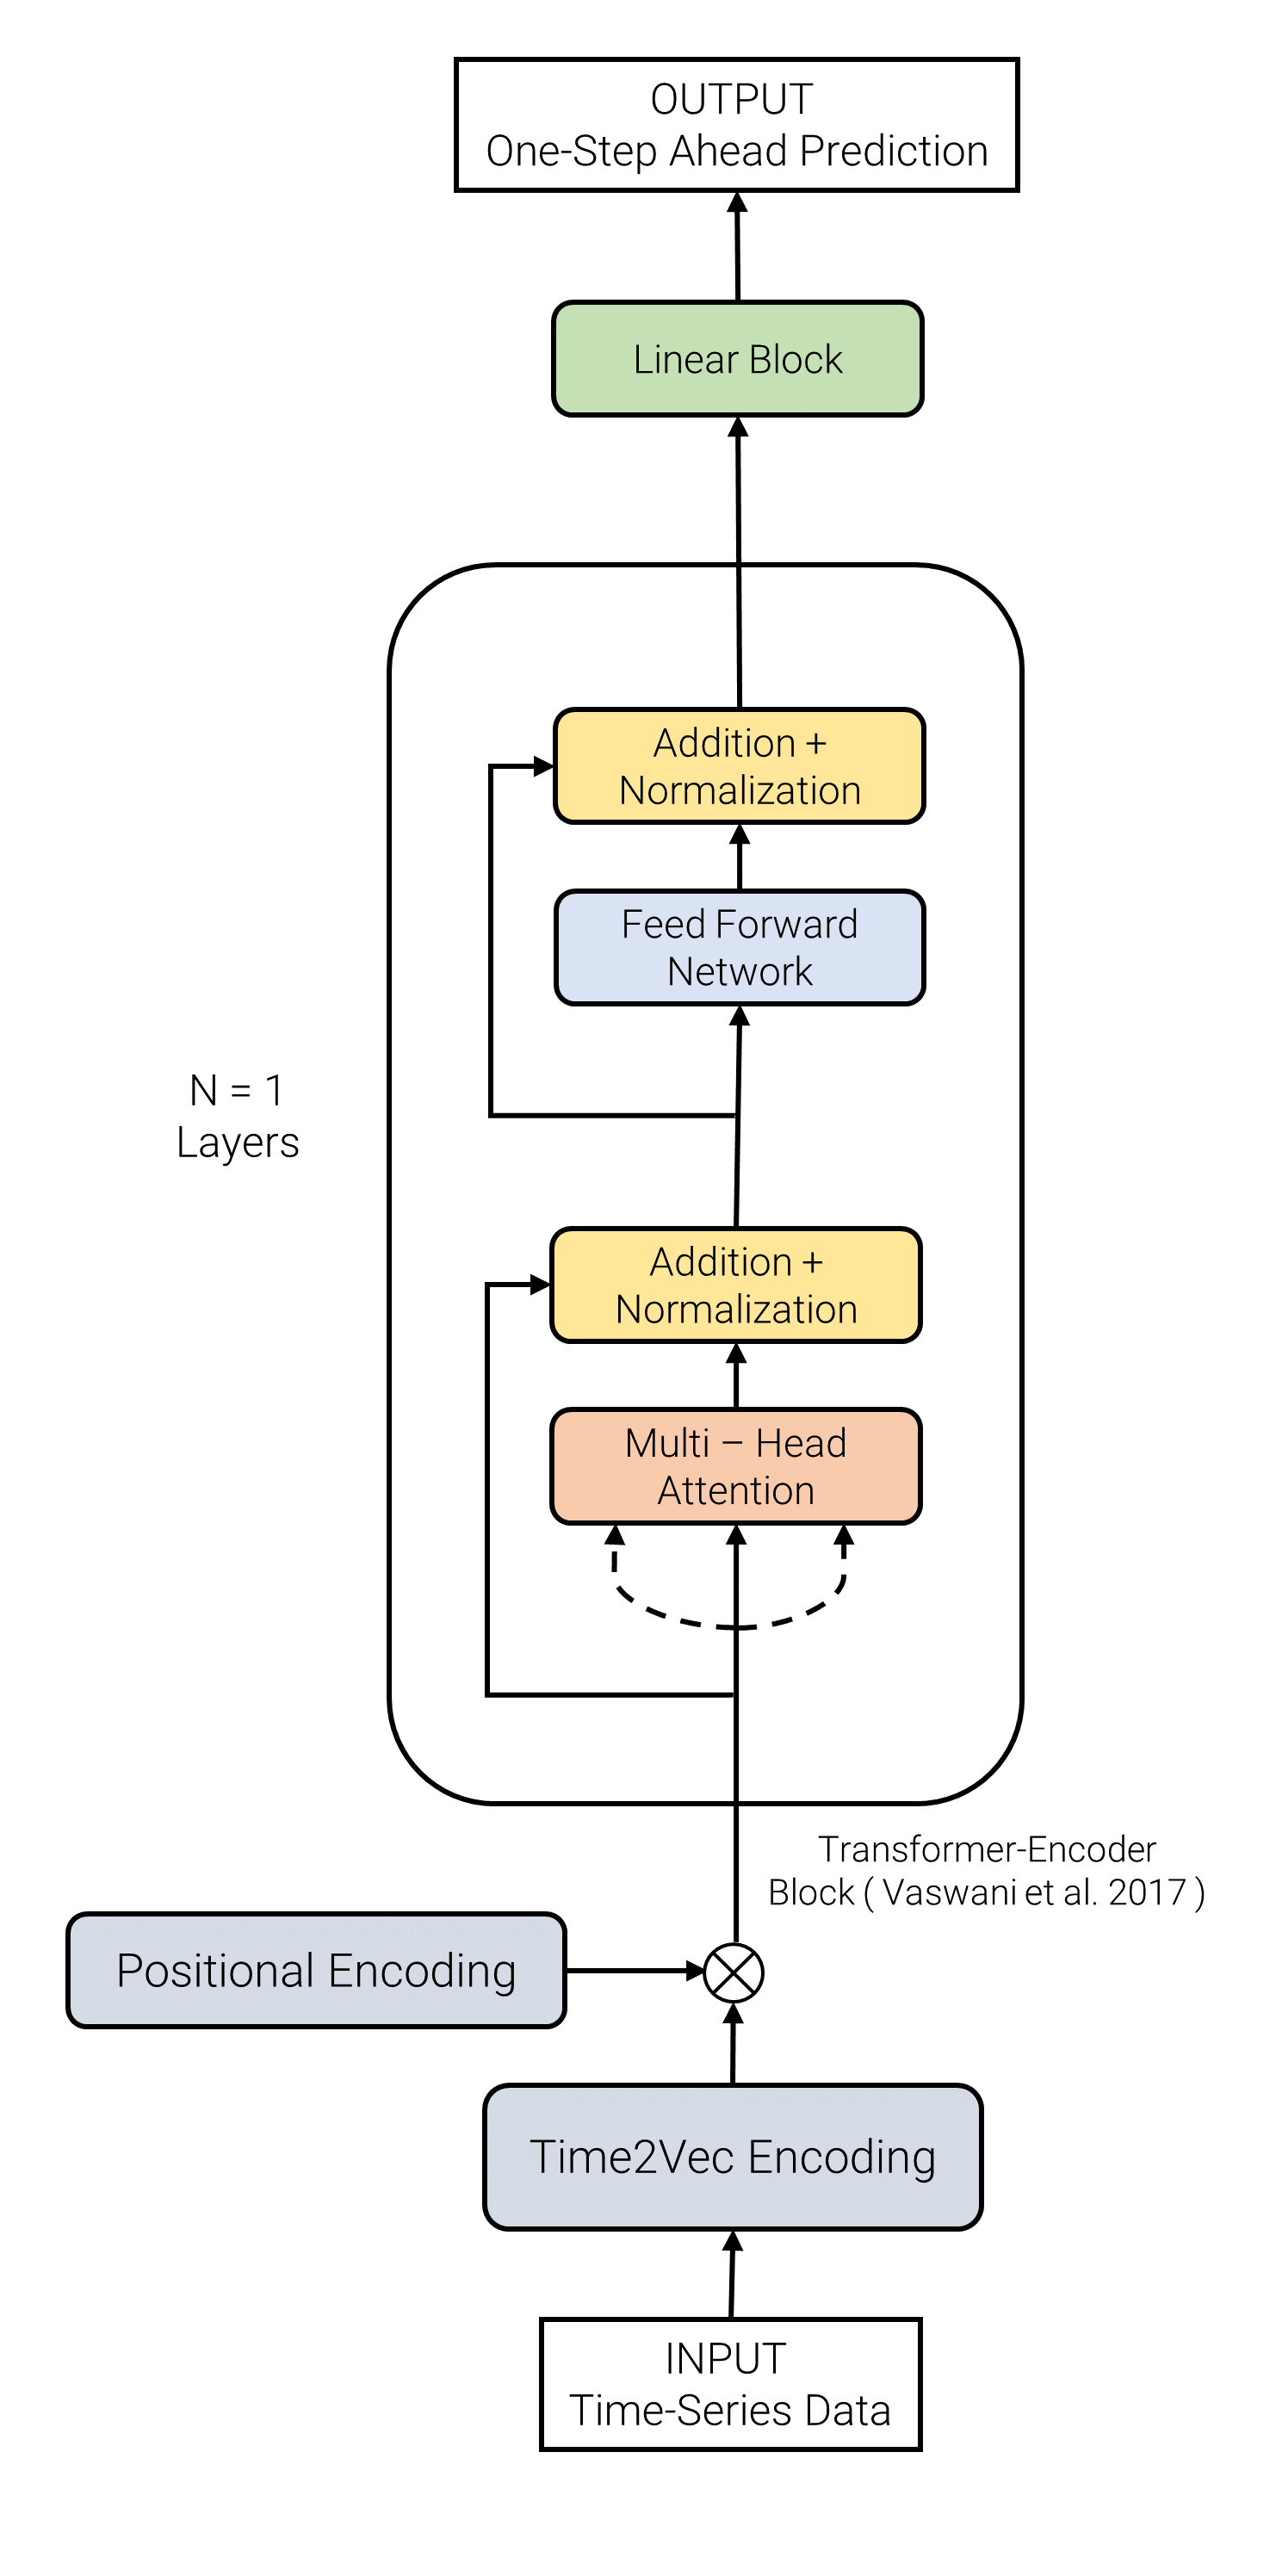 OUTPUT
One-Step Ahead Prediction
Linear Block
Addition +
Normalization
Feed Forward
Network
N = 1
Layers
Addition +
Normalization
Multi – Head
Attention
Transformer-Encoder
Block ( Vaswani et al. 2017 )
Positional Encoding
Time2Vec Encoding
INPUT
Time-Series Data